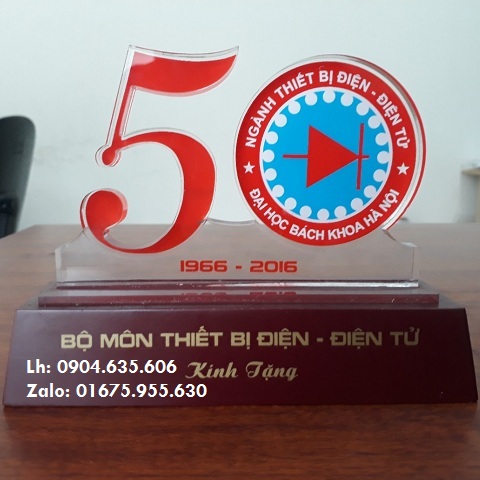 50
NGÀNH THIẾT BỊ ĐIỆN - ĐIỆN TỬ
ĐẠI HỌC BÁCH KHOA HÀ NỘI
1966 - 2016
BỘ MÔN THIẾT BỊ ĐIỆN - ĐIỆN TỬ
Kính Tặng
Lh: 0904.635.606
Zalo: 01675.955.630